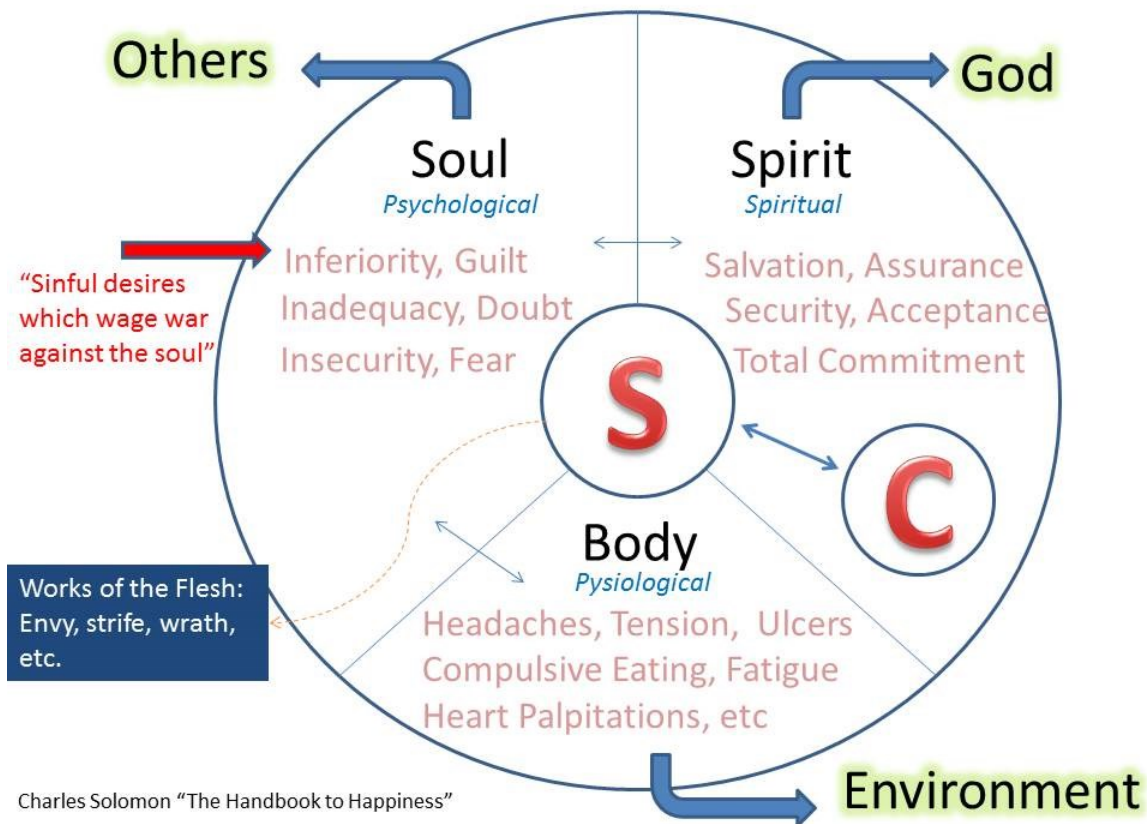 Others
God
Soul
Psychological
Spirit
Spiritual
“Sinful desires
which wage war
against the soul”
Inferiority, Guilt
Inadequacy, Doubt
Insecurity, Fear
Salvation, Assurance
Security, Acceptance
Total Commitment
S
C
Body
Pysiological
Headaches, Tension, Ulcers
Compulsive Eating, Fatigue
Heart Palpitations, etc
Works of the Flesh:
Envy, strife, wrath,
etc.
Environment
Charles Solomon “The Handbook to Happiness”